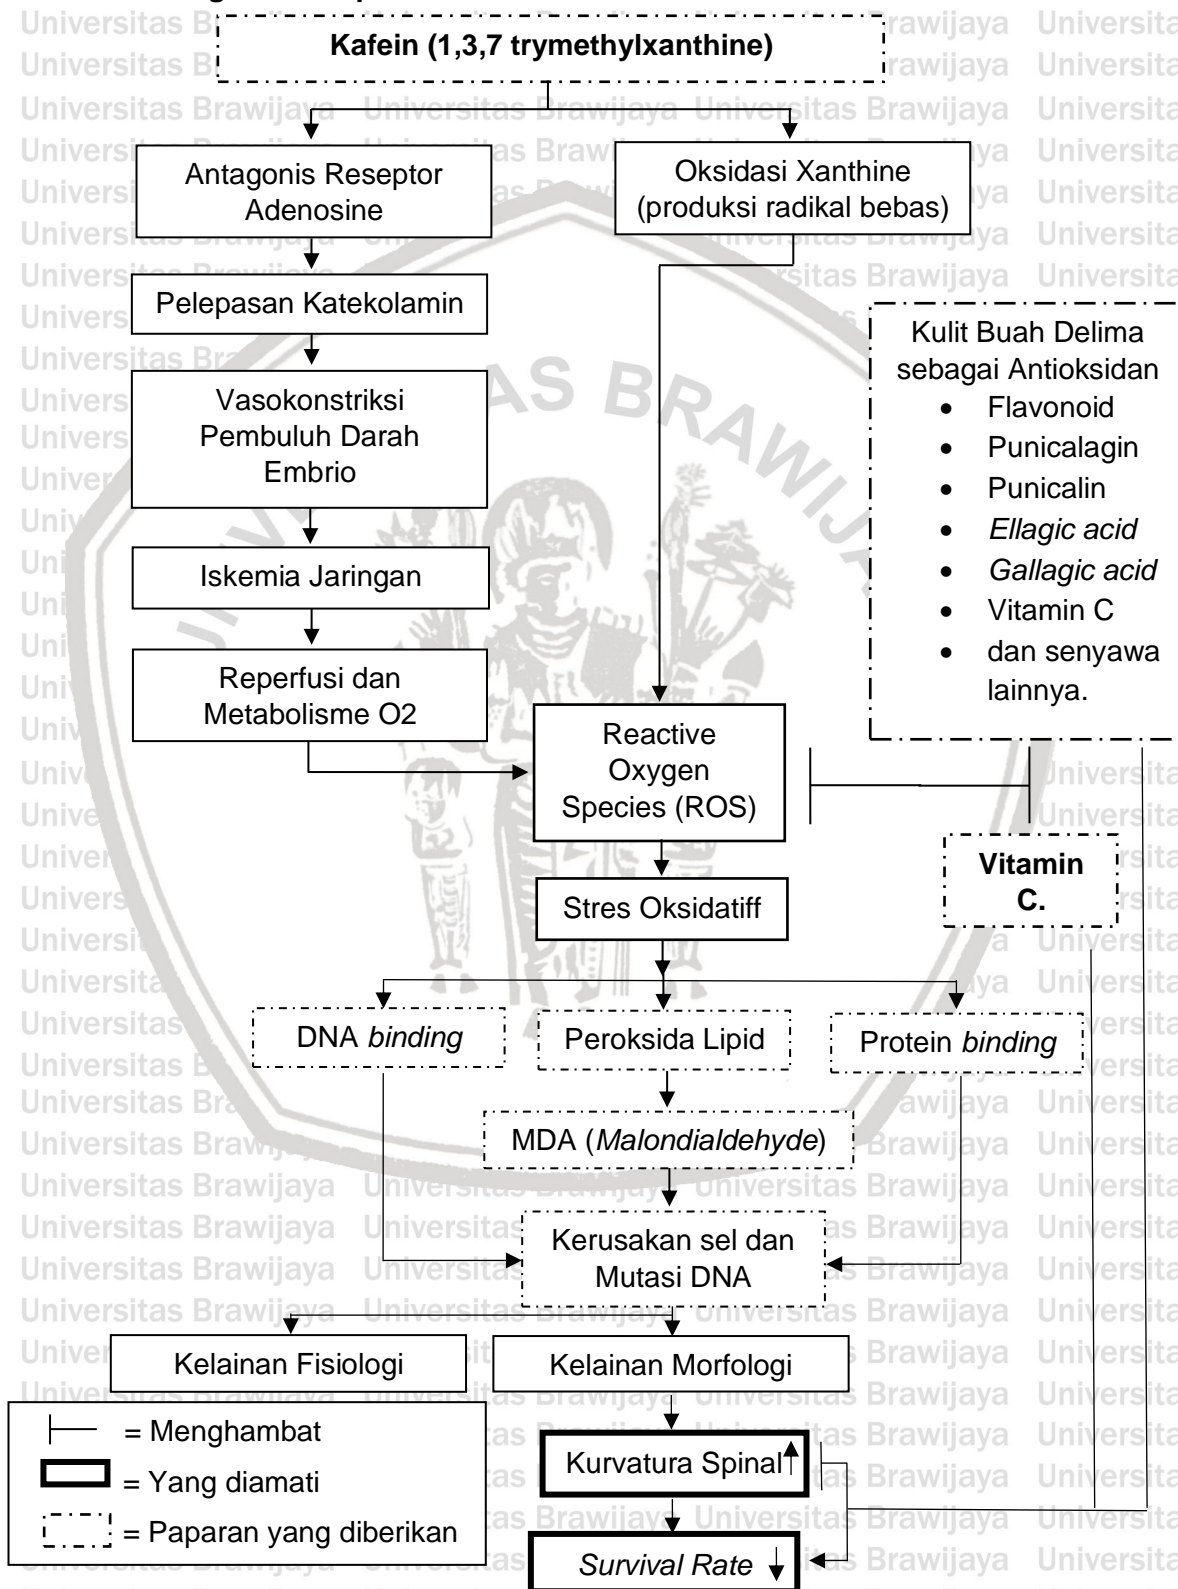 Kafein (1,3,7 trymethylxanthine)
Antagonis Reseptor
Adenosine
Oksidasi Xanthine
(produksi radikal bebas)
Pelepasan Katekolamin
Kulit Buah Delima
sebagai Antioksidan
• Flavonoid
• Punicalagin
• Punicalin
• Ellagic acid
• Gallagic acid
• Vitamin C
• dan senyawa
lainnya.
Vasokonstriksi
Pembuluh Darah
Embrio
Iskemia Jaringan
Reperfusi dan
Metabolisme O2
Reactive
Oxygen
Species (ROS)
Vitamin
C.
Stres Oksidatiff
DNA binding
Peroksida Lipid
Protein binding
MDA (Malondialdehyde)
Kerusakan sel dan
Mutasi DNA
Kelainan Fisiologi
Kelainan Morfologi
Kurvatura Spinal
Survival Rate
= Menghambat
= Yang diamati
= Paparan yang diberikan
Universitas Brawijaya